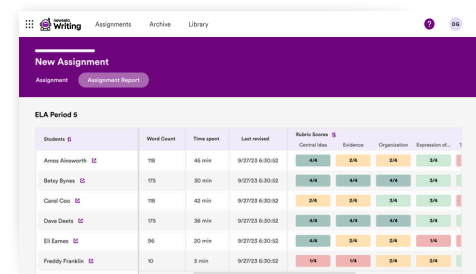 newsela
Writing Assignments Archive Library ? DG
New Assignment
Assignment Assignment Report
ELA Period 5
Students Word Count Time spent Last revised Rubric Scores
Central Idea Evidence Organization Expression of...
Amos Ainsworth 118 45 min 9/27/23 6:30:52 4/4 2/4 2/4 3/4
Betsy Bynes 175 30 min 9/27/23 6:30:52 4/4 4/4 4/4 3/4
Carol Coo 118 42 min 9/27/23 6:30:52 2/4 2/4 3/4 3/4
Dave Deets 175 36 min 9/27/23 6:30:52 4/4 4/4 4/4 3/4
Eli Eames 96 20 min 9/27/23 6:30:52 4/4 2/4 2/4 1/4
Freddy Franklin 10 5 min 9/27/23 6:30:52 1/4 1/4 2/4 2/4